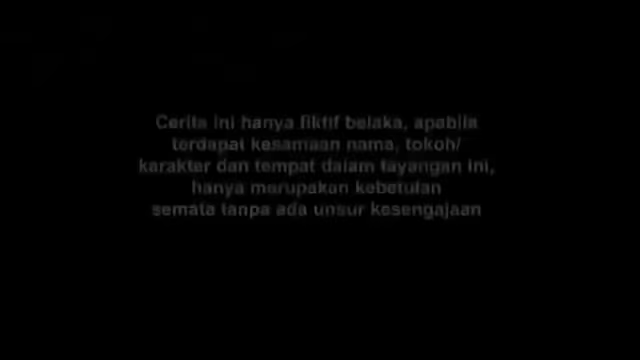 Cerita ini hanya fiktif belaka, apabila
terdapat kesamaan nama, tokoh/
karakter dan tempat dalam tayangan ini,
hanya merupakan kebetulan
semata tanpa ada unsur kesengajaan